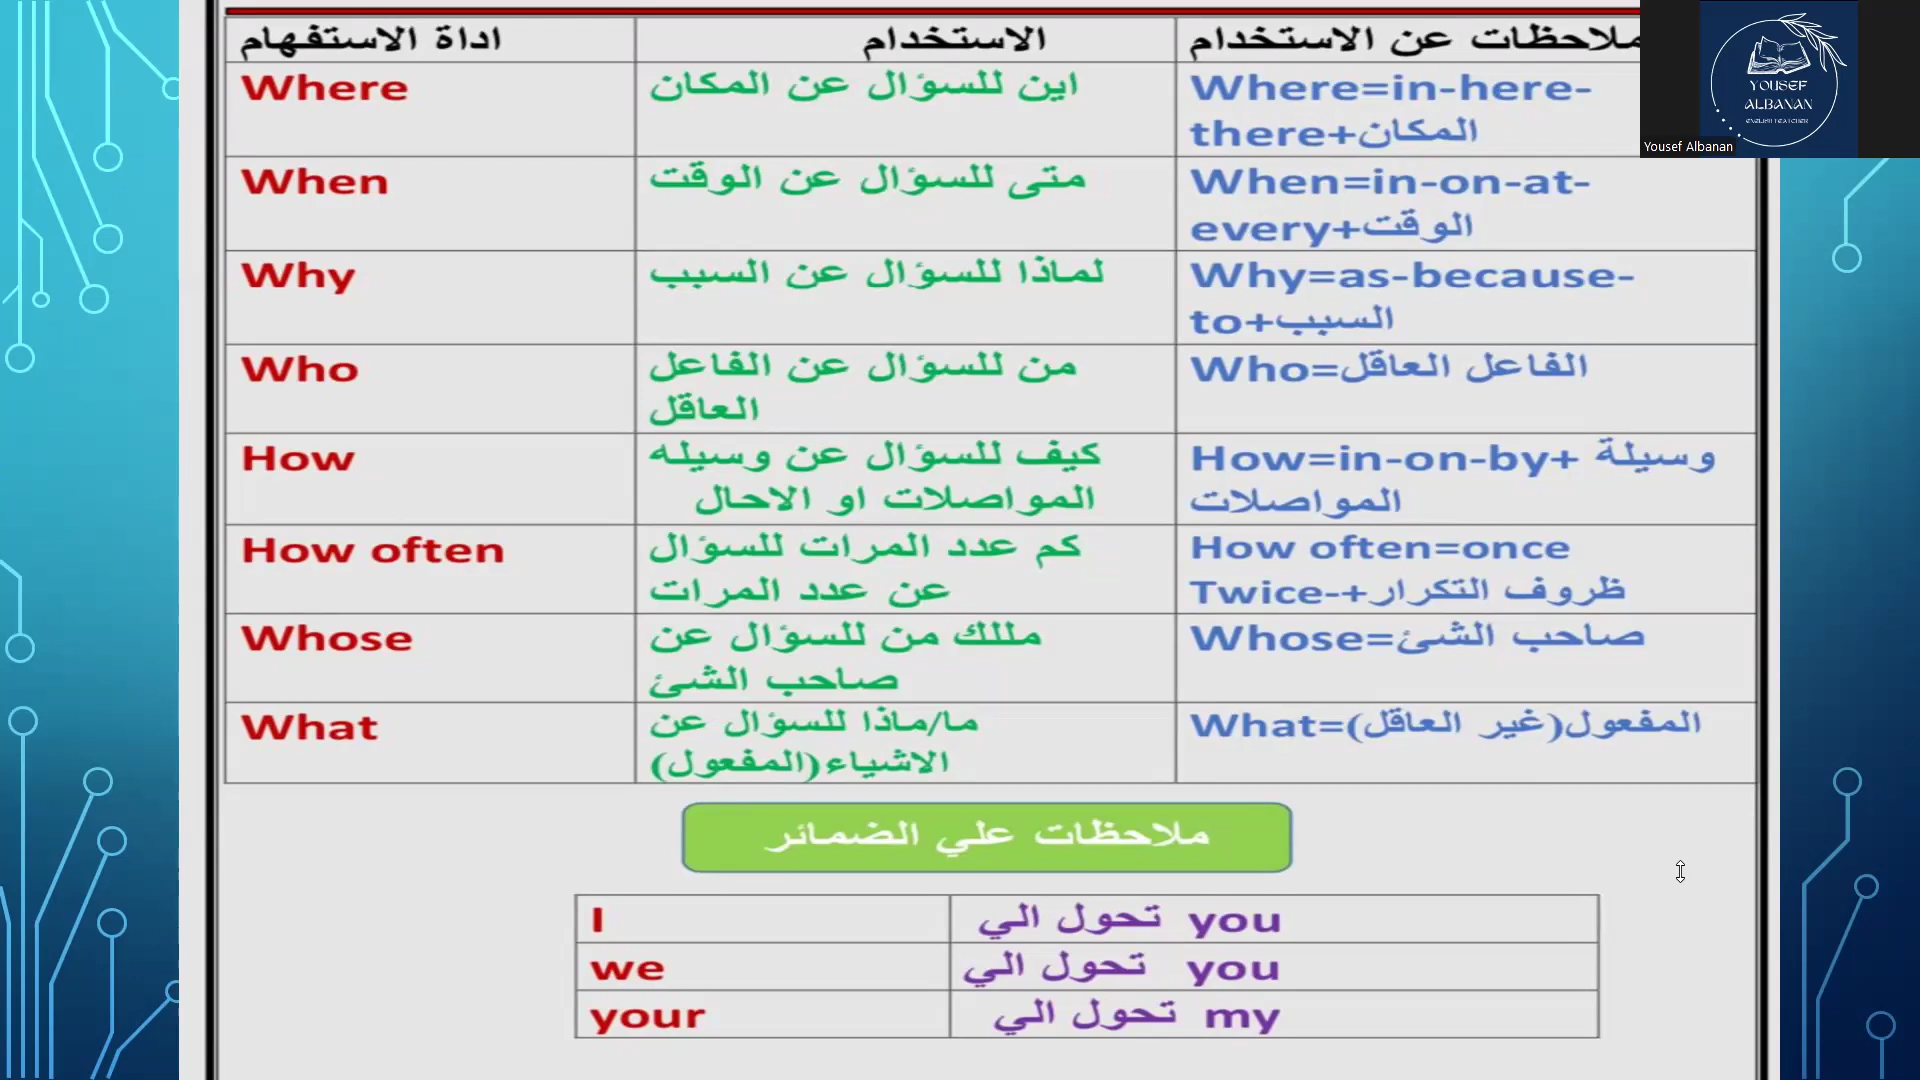 اداة الاستفهام
الاستخدام
ملاحظات عن الاستخدام
Where
اين للسؤال عن المكان
Where=in-here-
there+المكان
When
متى للسؤال عن الوقت
When=in-on-at-
every+الوقت
Why
لماذا للسؤال عن السبب
Why=as-because-
to+السبب
Who
من للسؤال عن الفاعل
العاقل
Who=الفاعل العاقل
How
كيف للسؤال عن وسيله
المواصلات او الاحال
How=in-on-by+ وسيلة
المواصلات
How often
كم عدد المرات للسؤال
عن عدد المرات
How often=once
Twice-+ظروف التكرار
Whose
مللك من للسؤال عن
صاحب الشئ
Whose=صاحب الشئ
What
ما/ماذا للسؤال عن
الاشياء(المفعول)
What=المفعول(غير العاقل)
ملاحظات علي الضمائر
I
تحول الي you
we
تحول الي you
your
تحول الي my
YOUSEF
ALBANAN
ENGLISH TEACHER
Yousef Albanan